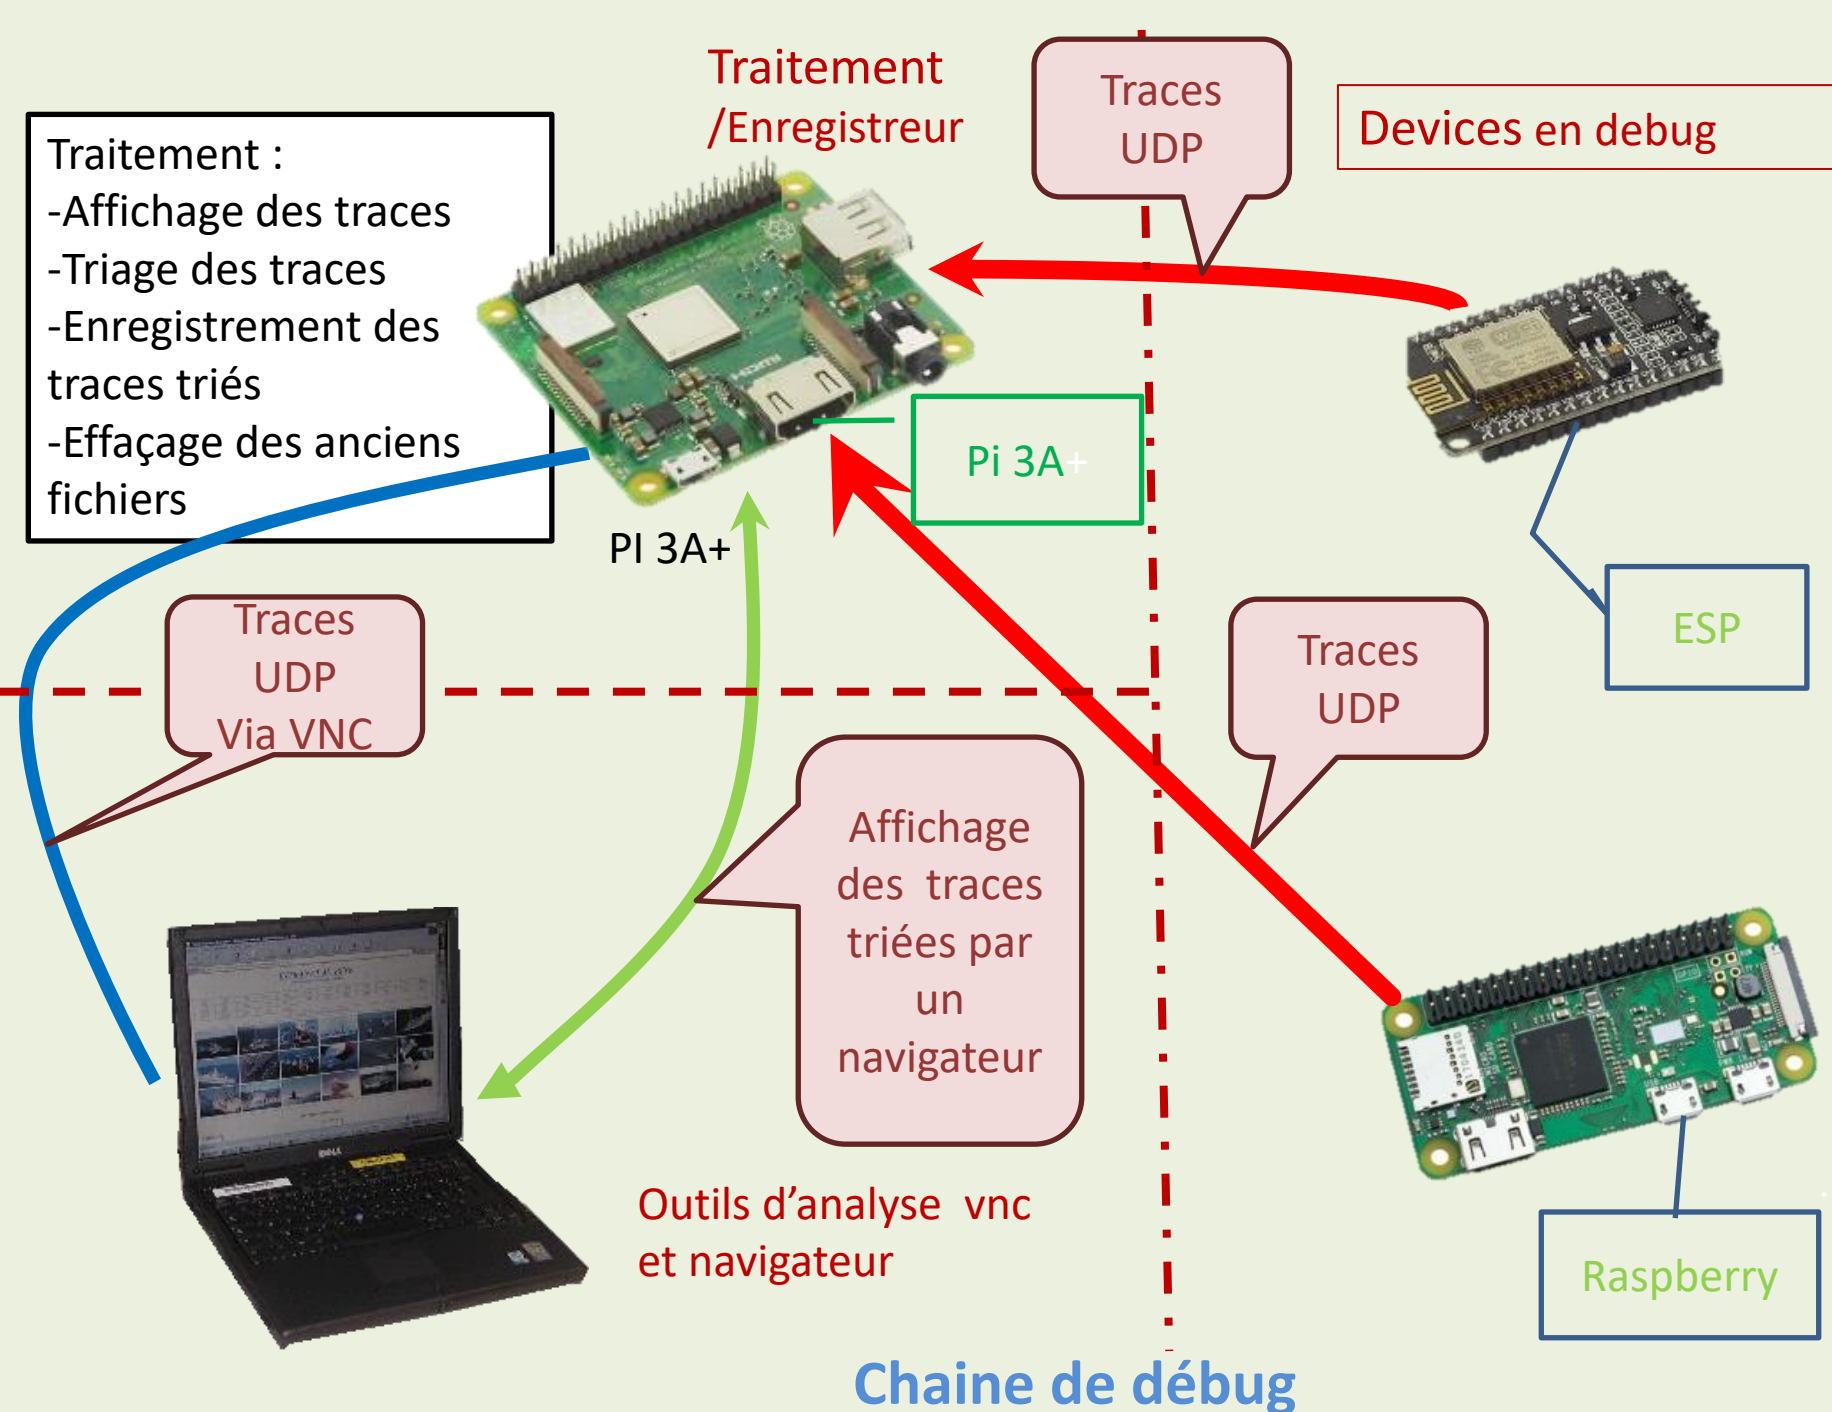 Traitement
/Enregistreur
Traces
UDP
Devices en debug
Traitement :
-Affichage des traces
-Triage des traces
-Enregistrement des
traces triés
-Effaçage des anciens
fichiers
Pi 3A+
PI 3A+
ESP
Traces
UDP
Via VNC
Traces
UDP
Affichage
des  traces
triées par
un
navigateur
Outils d’analyse  vnc
et navigateur
Raspberry
Chaine de débug